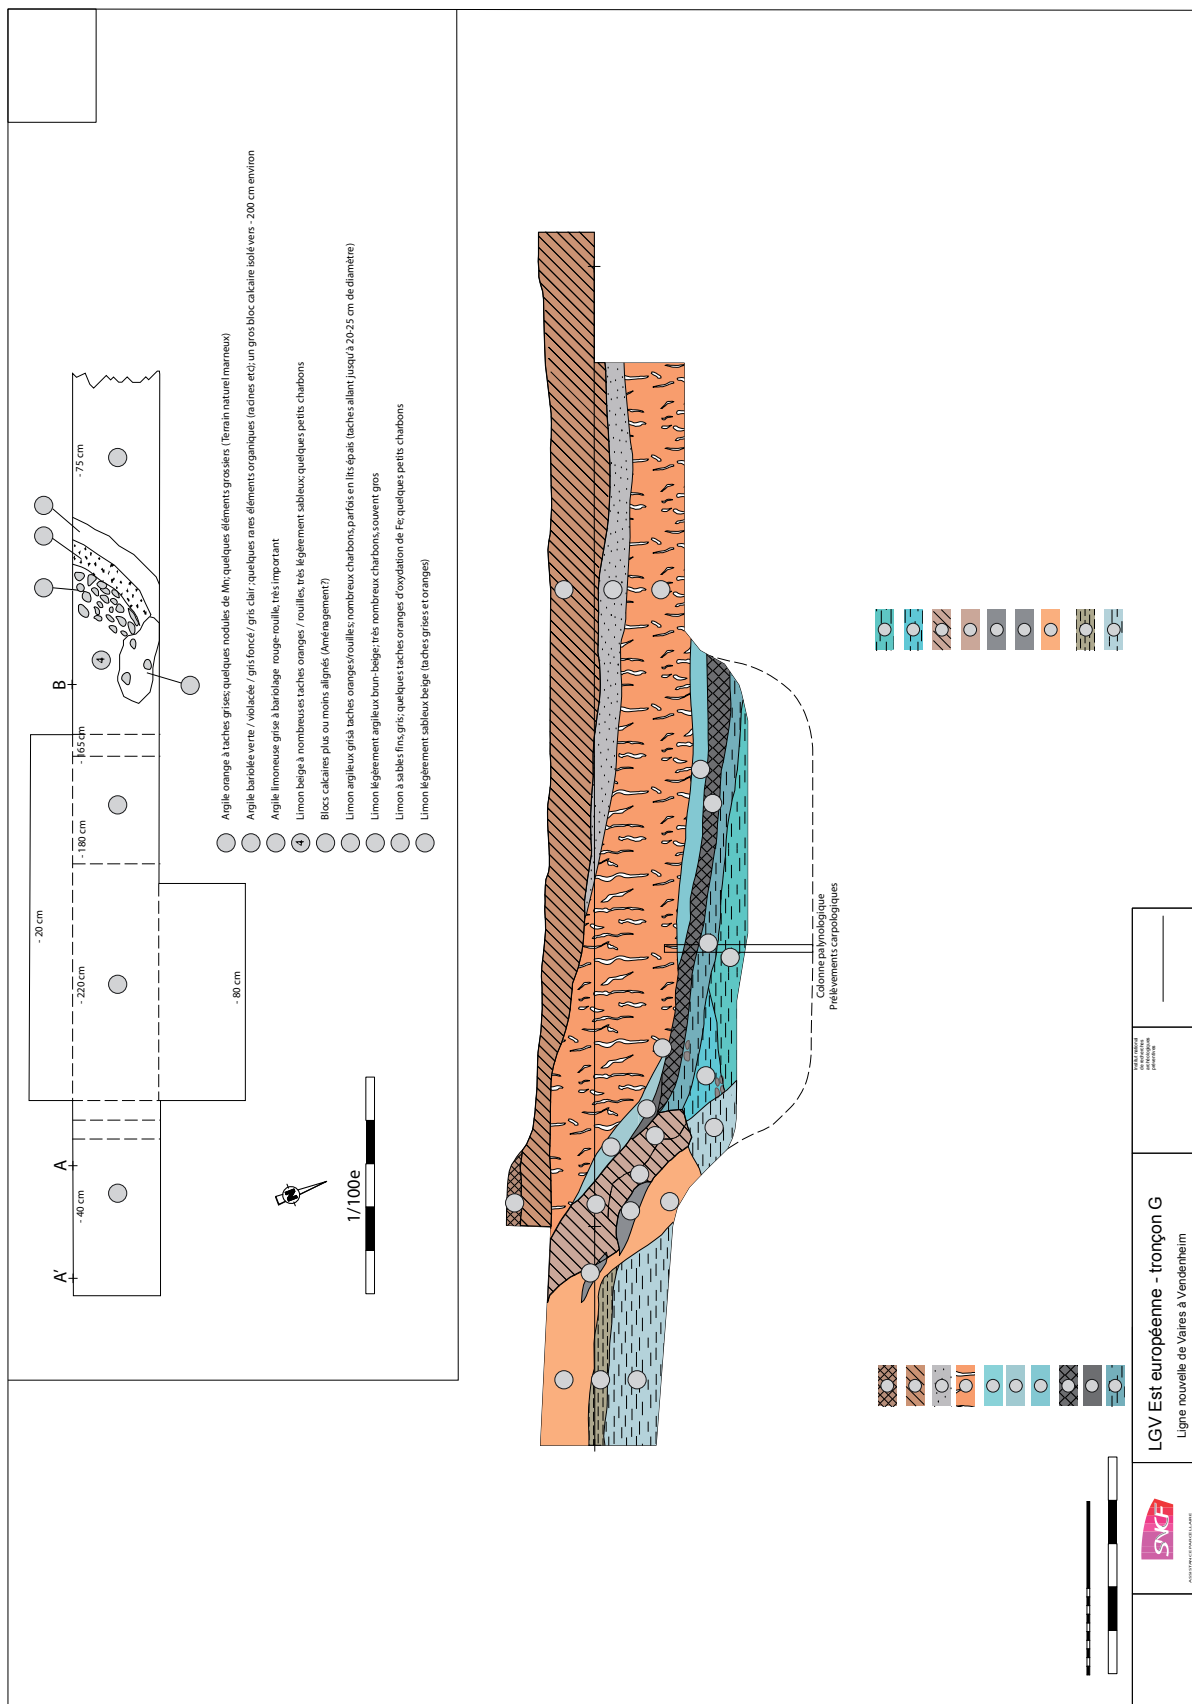 - 75 cm
4
B
- 165 cm
- 180 cm
- 20 cm
- 220 cm
- 80 cm
A
- 40 cm
A'
N
1/100e
Argile orange à taches grises; quelques nodules de Mn; quelques éléments grossiers (Terrain naturel marneux)
Argile bariolée verte / violacée / gris foncé / gris clair ; quelques rares éléments organiques (racines etc); un gros bloc calcaire isolé vers - 200 cm environ
Argile limoneuse grise à bariolage rouge-rouille, très important
4 Limon beige à nombreuses taches oranges / rouilles, très légèrement sableux; quelques petits charbons
Blocs calcaires plus ou moins alignés (Aménagement?)
Limon argileux gris à taches oranges/rouilles; nombreux charbons, parfois en lits épais (taches allant jusqu'à 20-25 cm de diamètre)
Limon légèrement argileux brun-beige; très nombreux charbons, souvent gros
Limon à sables fins, gris; quelques taches oranges d'oxydation de Fe; quelques petits charbons
Limon légèrement sableux beige (taches grises et oranges)
Colonne palynologique
Prélèvements carpologiques
Institut national
de recherches
archéologiques
préventives
LGV Est européenne - tronçon G
Ligne nouvelle de Vaires à Vendenheim
SNCF